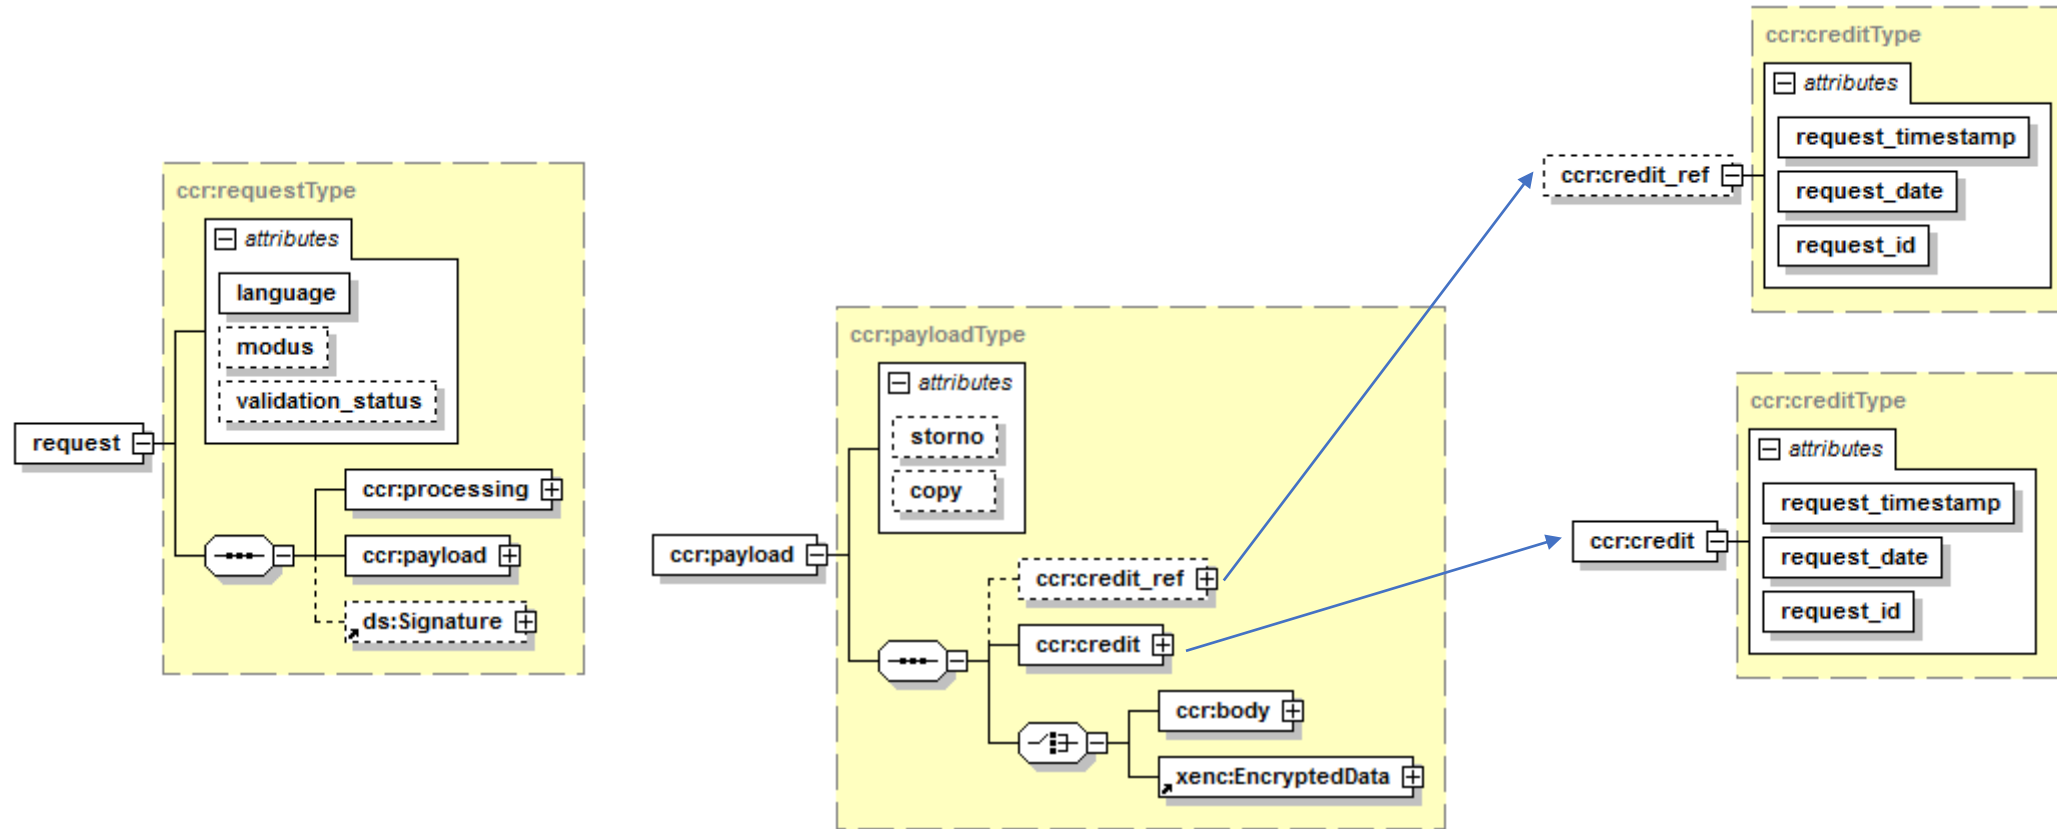 ccr:requestType
attributes
language
modus
validation_status
request
ccr:processing
ccr:payload
ds:Signature
ccr:payloadType
attributes
storno
copy
ccr:payload
ccr:credit_ref
ccr:credit
ccr:body
xenc:EncryptedData
ccr:creditType
attributes
request_timestamp
ccr:credit_ref
request_date
request_id
ccr:creditType
attributes
request_timestamp
ccr:credit
request_date
request_id